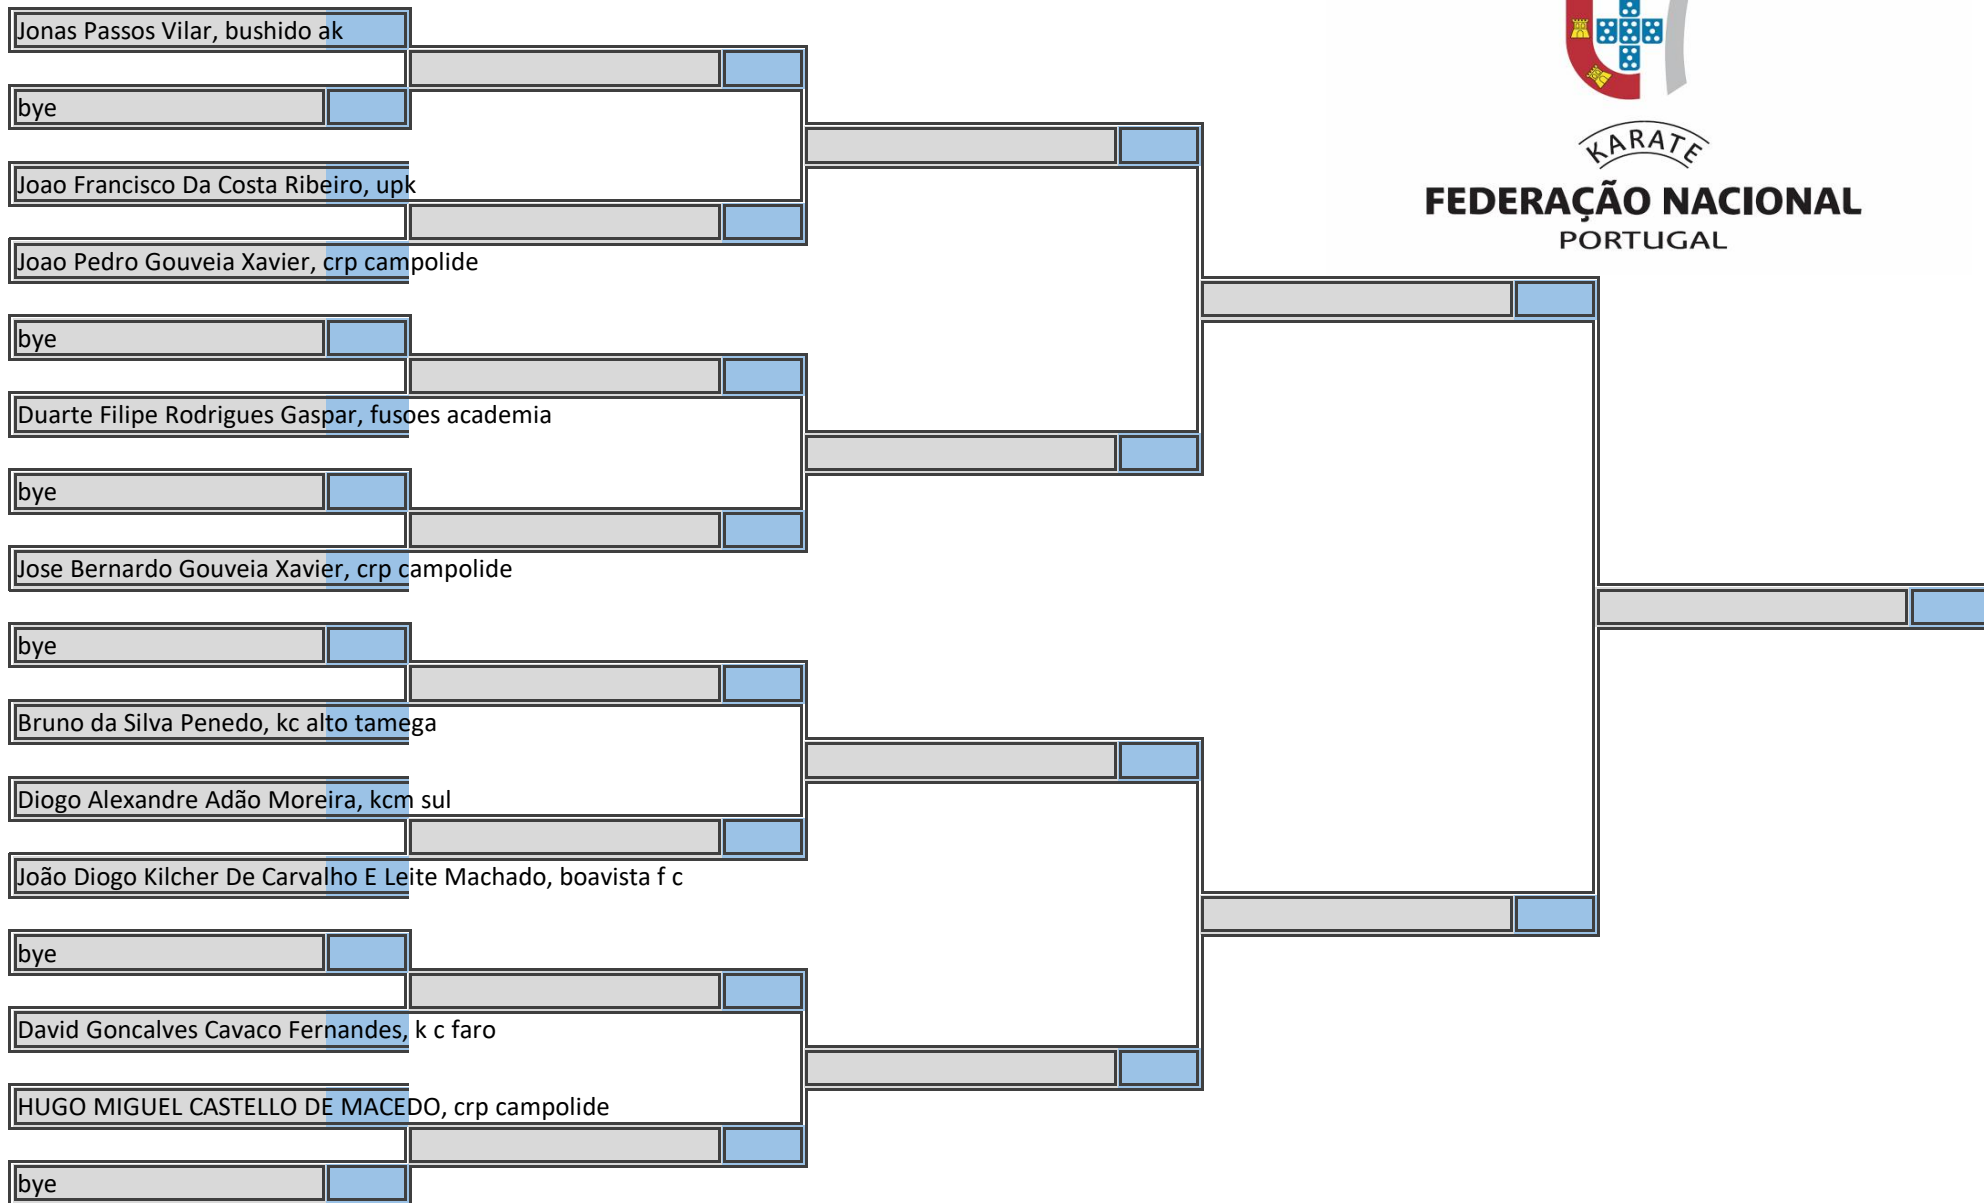 Jonas Passos Vilar, bushido ak
bye
Joao Francisco Da Costa Ribeiro, upk
Joao Pedro Gouveia Xavier, crp campolide
bye
Duarte Filipe Rodrigues Gaspar, fusoes academia
bye
Jose Bernardo Gouveia Xavier, crp campolide
bye
Bruno da Silva Penedo, kc alto tamega
Diogo Alexandre Adão Moreira, kcm sul
João Diogo Kilcher De Carvalho E Leite Machado, boavista f c
bye
David Goncalves Cavaco Fernandes, k c faro
HUGO MIGUEL CASTELLO DE MACEDO, crp campolide
bye
KARATE
FEDERAÇÃO NACIONAL
PORTUGAL